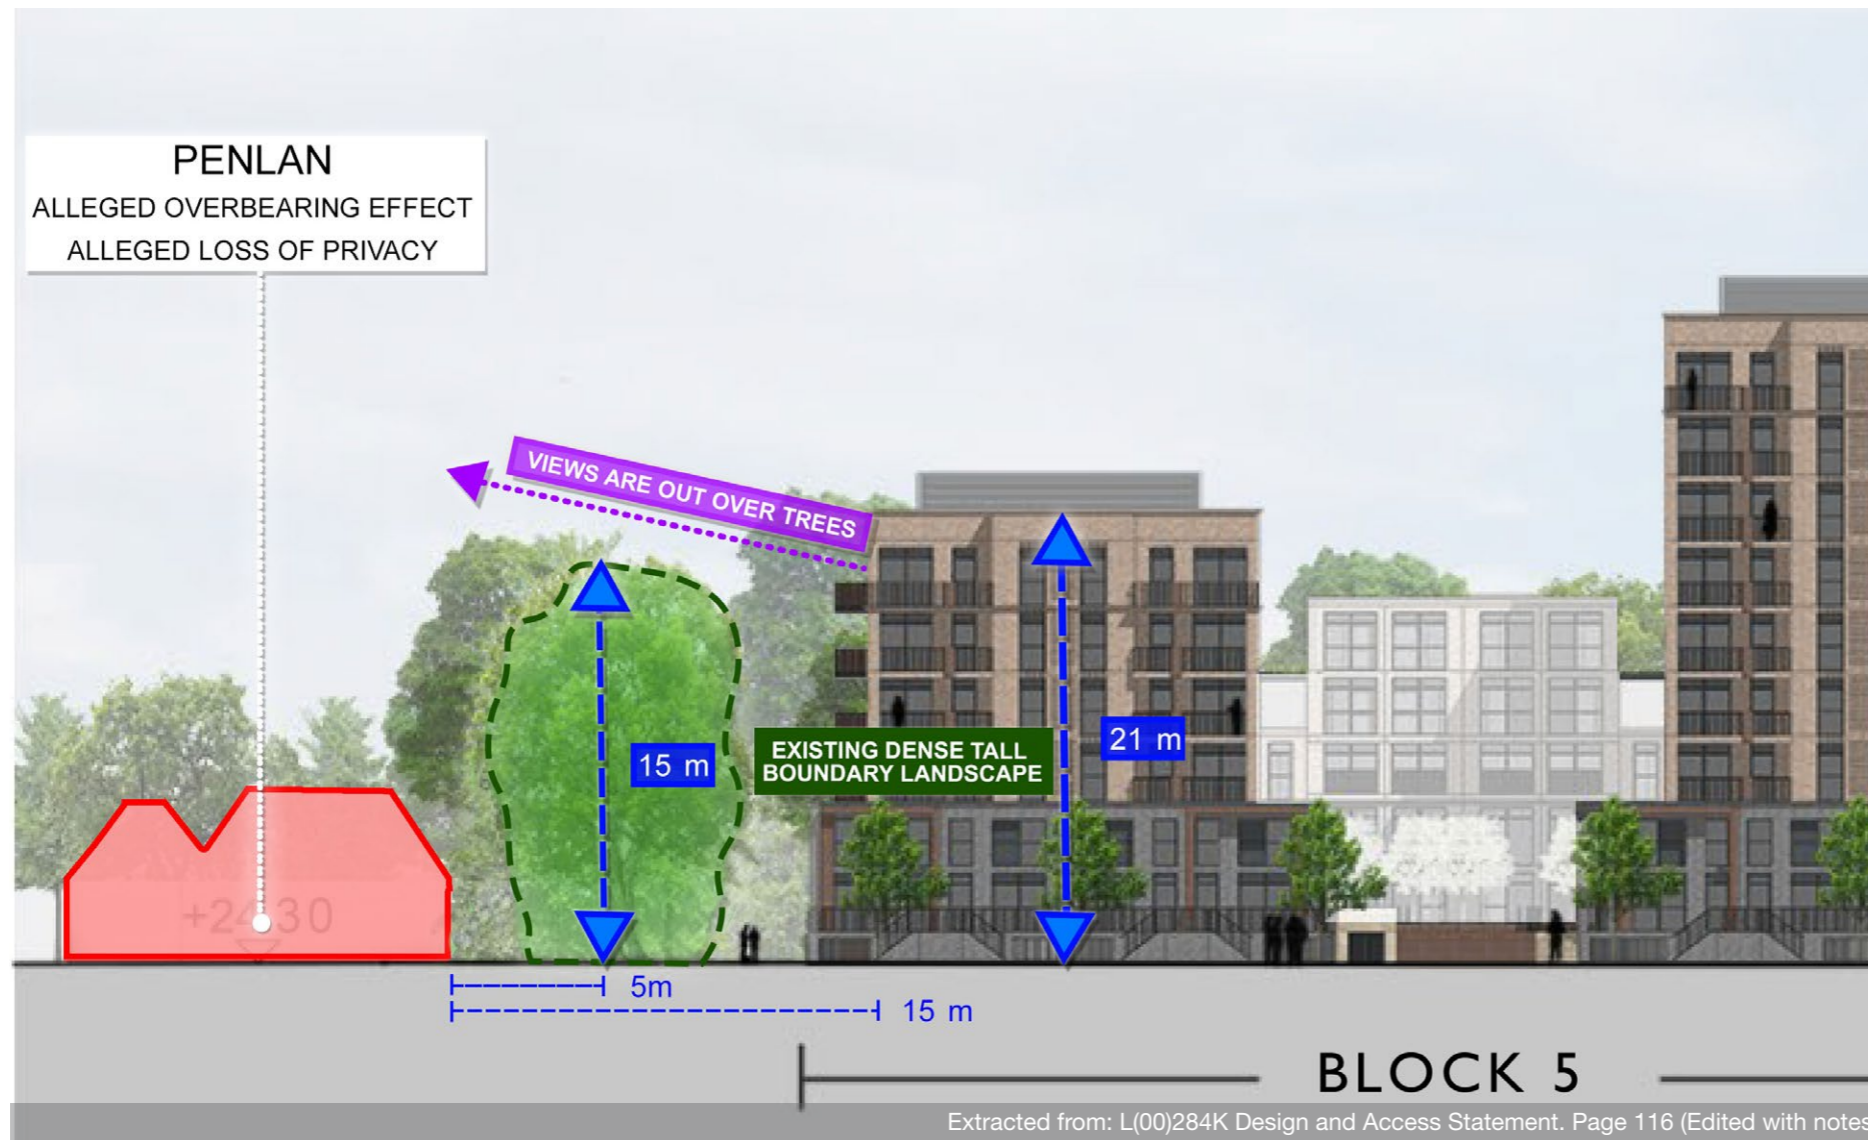 PENLAN
ALLEGED OVERBEARING EFFECT
ALLEGED LOSS OF PRIVACY
VIEWS ARE OUT OVER TREES
15 m
EXISTING DENSE TALL
BOUNDARY LANDSCAPE
21 m
5m
15 m
BLOCK 5
Extracted from: L(00)284K Design and Access Statement. Page 116 (Edited with notes